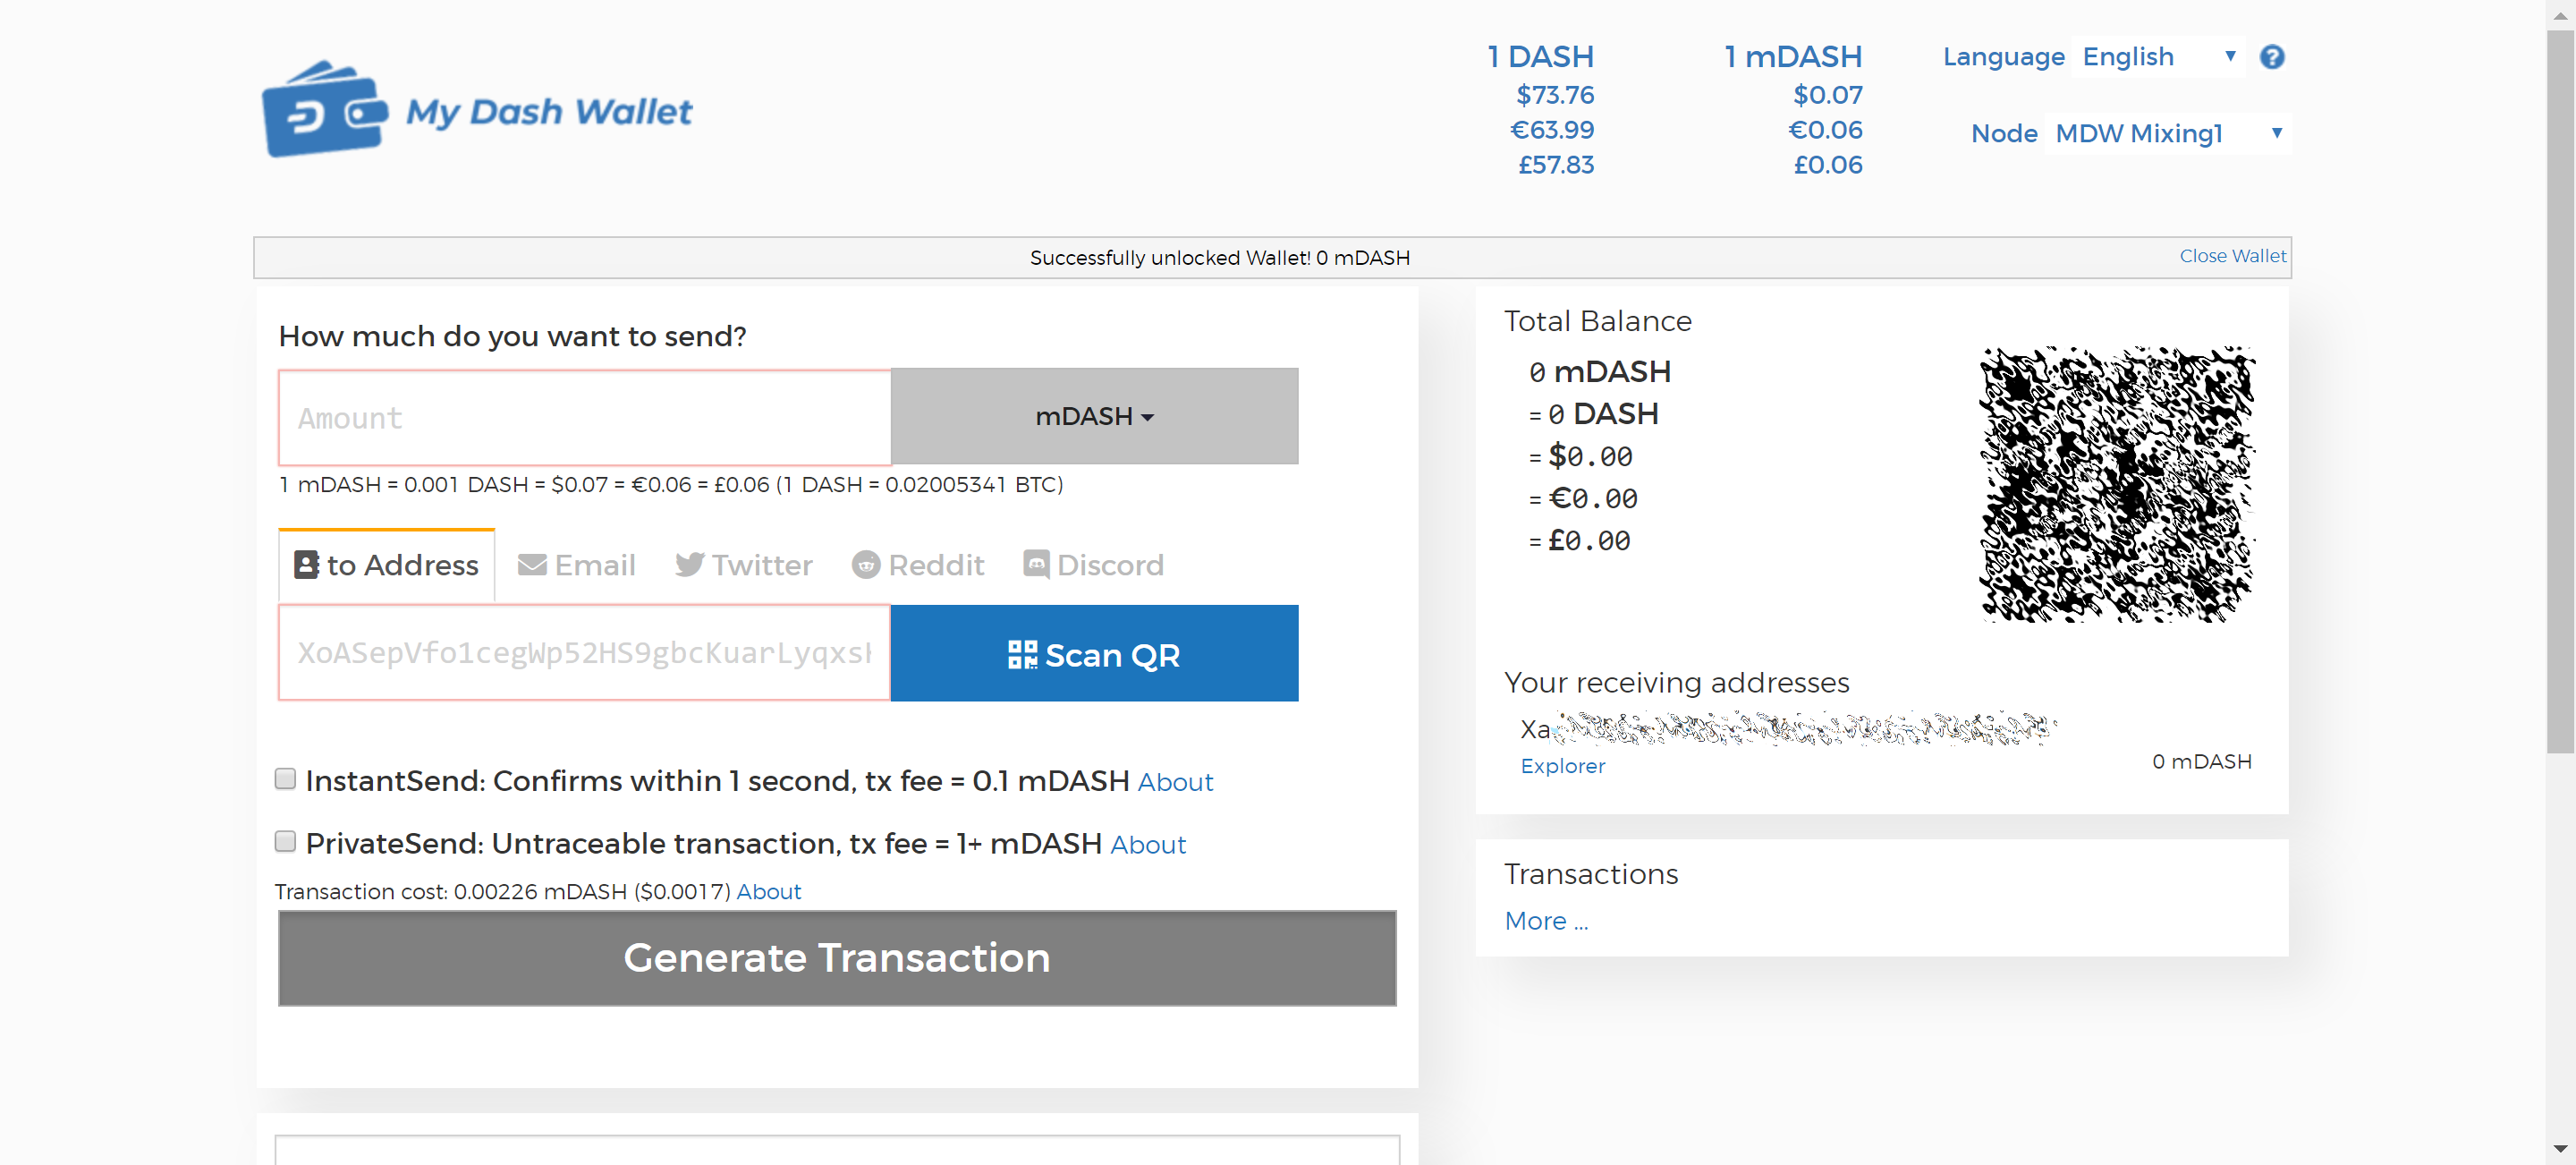 My Dash Wallet
1 DASH
$73.76
€63.99
£57.83
1 mDASH
$0.07
€0.06
£0.06
Language English
Node MDW Mixing1
Successfully unlocked Wallet! 0 mDASH
Close Wallet
How much do you want to send?
Amount
mDASH
1 mDASH = 0.001 DASH = $0.07 = €0.06 = £0.06 (1 DASH = 0.02005341 BTC)
to Address
Email
Twitter
Reddit
Discord
XoASepVfo1cegWp52HS9gbcKuarLyqxs
Scan QR
InstantSend: Confirms within 1 second, tx fee = 0.1 mDASH About
PrivateSend: Untraceable transaction, tx fee = 1+ mDASH About
Transaction cost: 0.00226 mDASH ($0.0017) About
Generate Transaction
Total Balance
0 mDASH
= 0 DASH
= $0.00
= €0.00
= £0.00
Your receiving addresses
Xa
Explorer
0 mDASH
Transactions
More ...